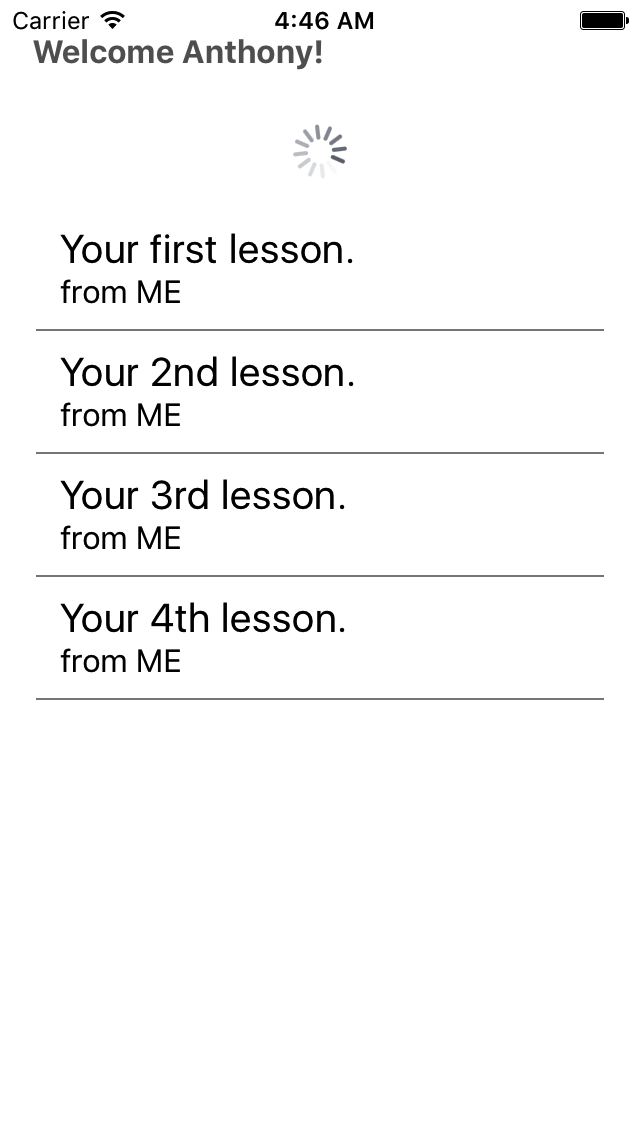 Carrier 4:46 AM
Welcome Anthony!
Your first lesson.
from ME
Your 2nd lesson.
from ME
Your 3rd lesson.
from ME
Your 4th lesson.
from ME